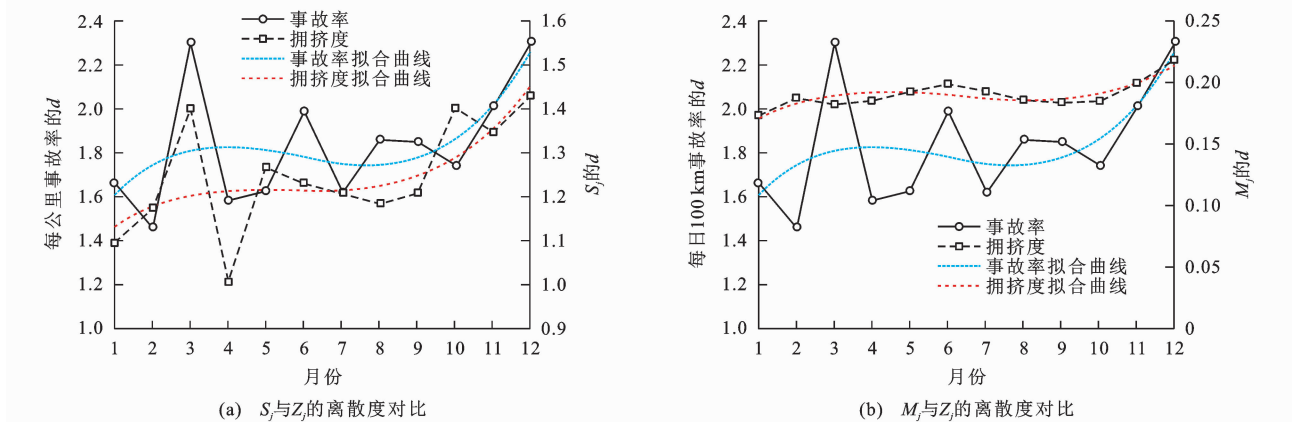 2.4
2.2
2.0
1.8
1.6
1.4
1.2
1.0
每公里事故率的d
事故率
拥挤度
事故率拟合曲线
拥挤度拟合曲线
1.6
1.5
1.4
1.3
1.2
1.1
1.0
0.9
Sj的d
1 2 3 4 5 6 7 8 9 10 11 12
月份
(a) Sj与Zj的离散度对比
2.4
2.2
2.0
1.8
1.6
1.4
1.2
1.0
每日100 km事故率的d
事故率
拥挤度
事故率拟合曲线
拥挤度拟合曲线
0.25
0.20
0.15
0.10
0.05
0
Mj的d
1 2 3 4 5 6 7 8 9 10 11 12
月份
(b) Mj与Zj的离散度对比